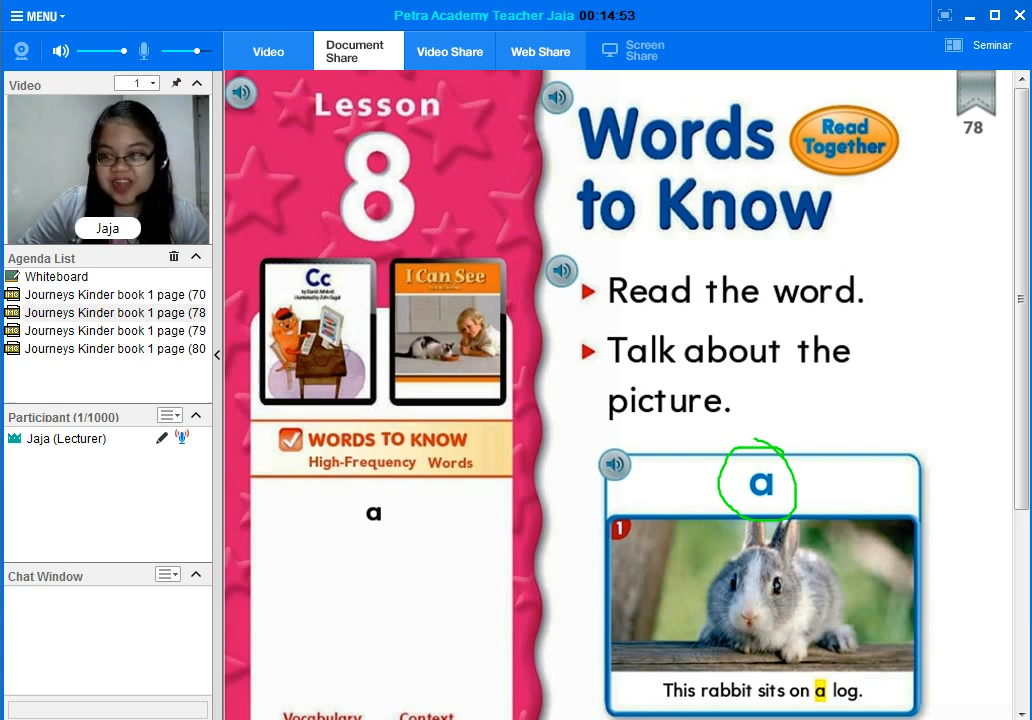 MENU
Petra Academy Teacher Jaja 00:14:53
Video
Document
Share
Video Share
Web Share
Screen
Share
Seminar
Video
1
Jaja
Agenda List
Whiteboard
Journeys Kinder book 1 page (70
Journeys Kinder book 1 page (78
Journeys Kinder book 1 page (79
Journeys Kinder book 1 page (80
Participant (1/1000)
Jaja (Lecturer)
Chat Window
Lesson
8
Cc
I Can See
WORDS TO KNOW
High-Frequency Words
a
Vocabulary Context
Words
to Know
Read
Together
78
Read the word.
Talk about the
picture.
a
1
This rabbit sits on a log.